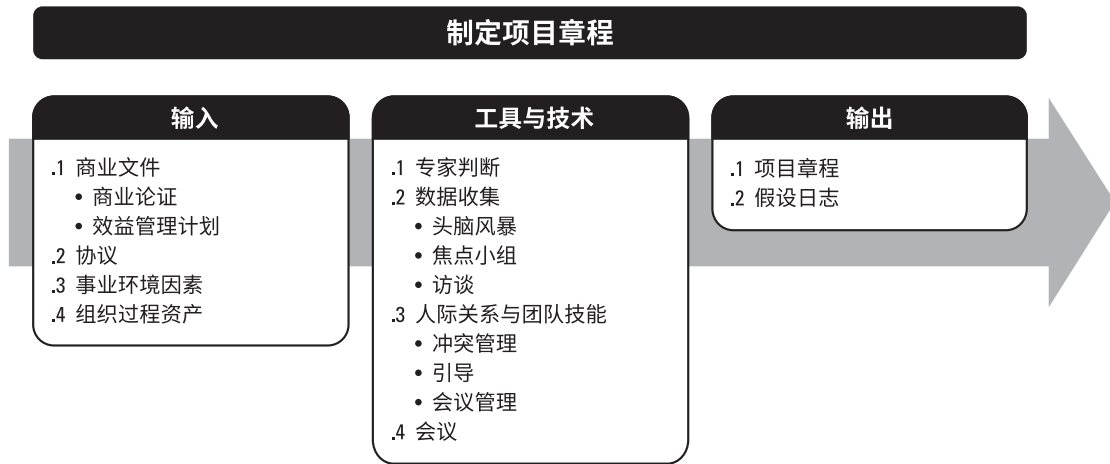 制定项目章程
输入
.1 商业文件
• 商业论证
• 效益管理计划
.2 协议
.3 事业环境因素
.4 组织过程资产
工具与技术
.1 专家判断
.2 数据收集
• 头脑风暴
• 焦点小组
• 访谈
.3 人际关系与团队技能
• 冲突管理
• 引导
• 会议管理
.4 会议
输出
.1 项目章程
.2 假设日志